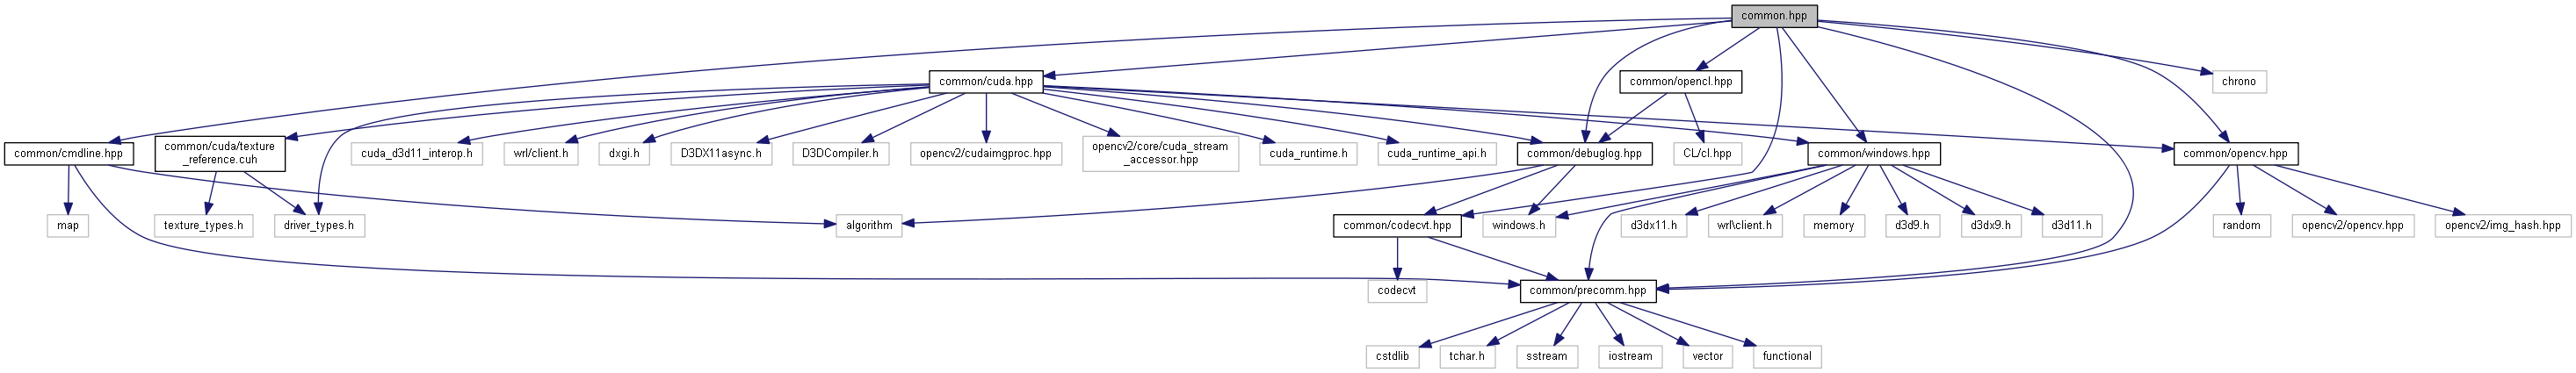 common.hpp
common/cuda.hpp
common/opencl.hpp
chrono
common/cmdline.hpp
common/cuda/texture
_reference.cuh
cuda_d3d11_interop.h
wrl/client.h
dxgi.h
D3DX11async.h
D3DCompiler.h
opencv2/cudaimgproc.hpp
opencv2/core/cuda_stream
_accessor.hpp
cuda_runtime.h
cuda_runtime_api.h
common/debuglog.hpp
CL/cl.hpp
common/windows.hpp
common/opencv.hpp
map
texture_types.h
driver_types.h
algorithm
common/codecvt.hpp
windows.h
d3dx11.h
wrl\client.h
memory
d3d9.h
d3dx9.h
d3d11.h
random
opencv2/opencv.hpp
opencv2/img_hash.hpp
codecvt
common/precomm.hpp
cstdlib
tchar.h
sstream
iostream
vector
functional